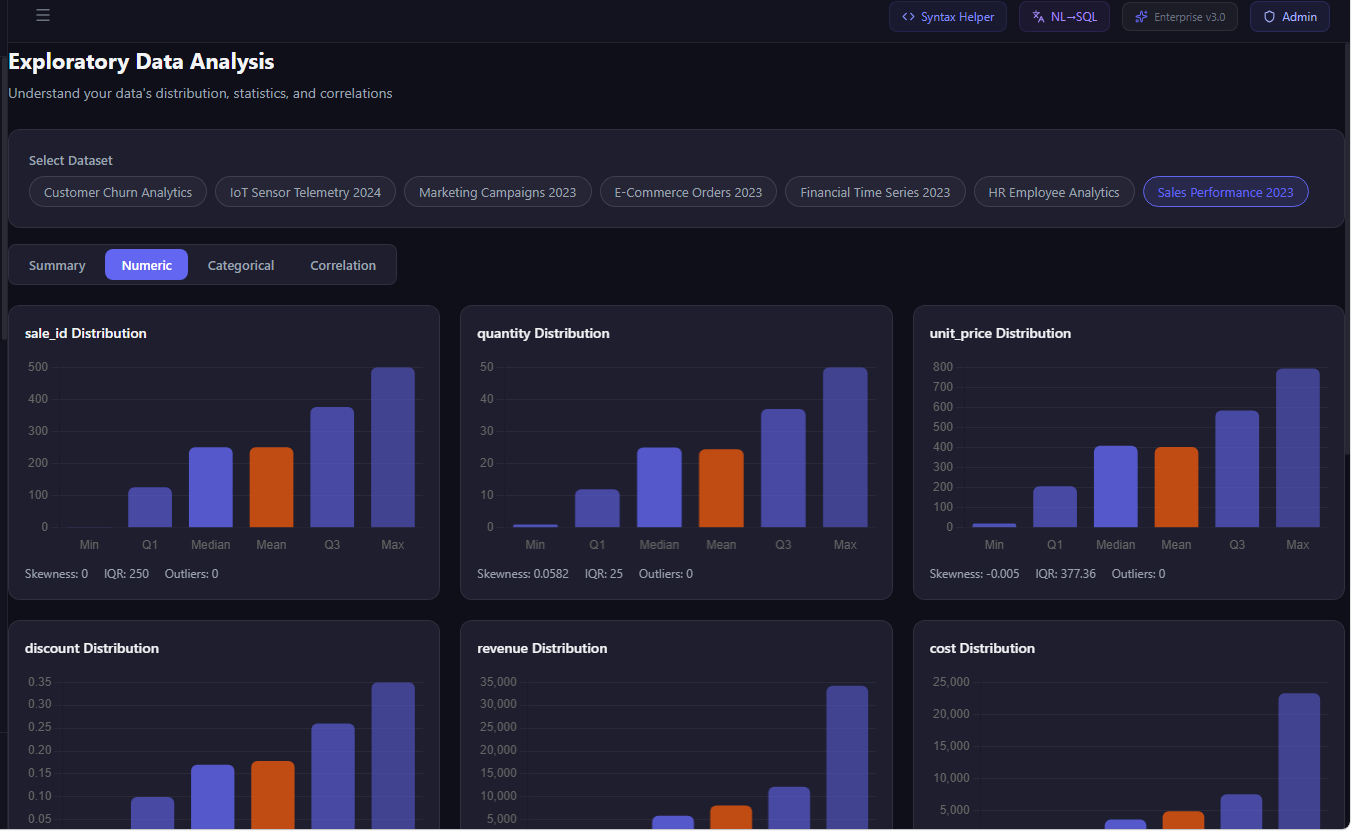 Syntax Helper NL→SQL Enterprise v3.0 Admin
Exploratory Data Analysis
Understand your data's distribution, statistics, and correlations
Select Dataset
Customer Churn Analytics IoT Sensor Telemetry 2024 Marketing Campaigns 2023 E-Commerce Orders 2023 Financial Time Series 2023 HR Employee Analytics Sales Performance 2023
Summary Numeric Categorical Correlation
sale_id Distribution
500
400
300
200
100
0
Min Q1 Median Mean Q3 Max
Skewness: 0 IQR: 250 Outliers: 0
quantity Distribution
50
40
30
20
10
0
Min Q1 Median Mean Q3 Max
Skewness: 0.0582 IQR: 25 Outliers: 0
unit_price Distribution
800
700
600
500
400
300
200
100
0
Min Q1 Median Mean Q3 Max
Skewness: -0.005 IQR: 377.36 Outliers: 0
discount Distribution
0.35
0.30
0.25
0.20
0.15
0.10
0.05
revenue Distribution
35,000
30,000
25,000
20,000
15,000
10,000
5,000
cost Distribution
25,000
20,000
15,000
10,000
5,000